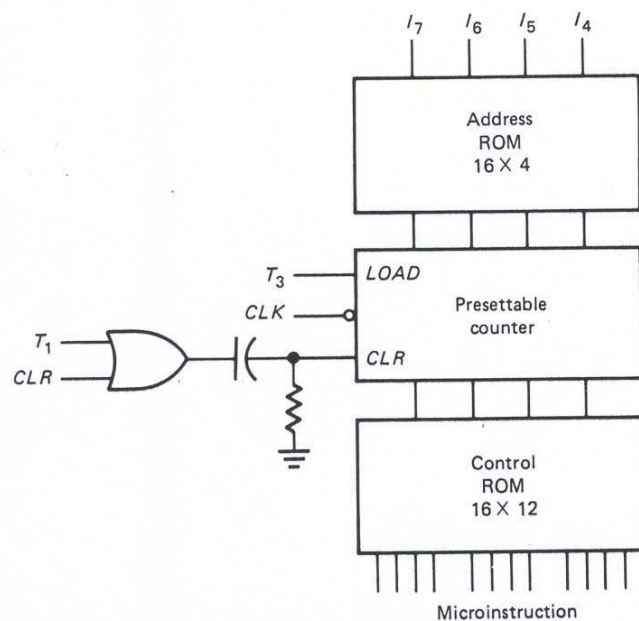 I7 I6 I5 I4
Address
ROM
16 X 4
T3
LOAD
CLK
Presettable
counter
T1
CLR
CLR
Control
ROM
16 X 12
Microinstruction